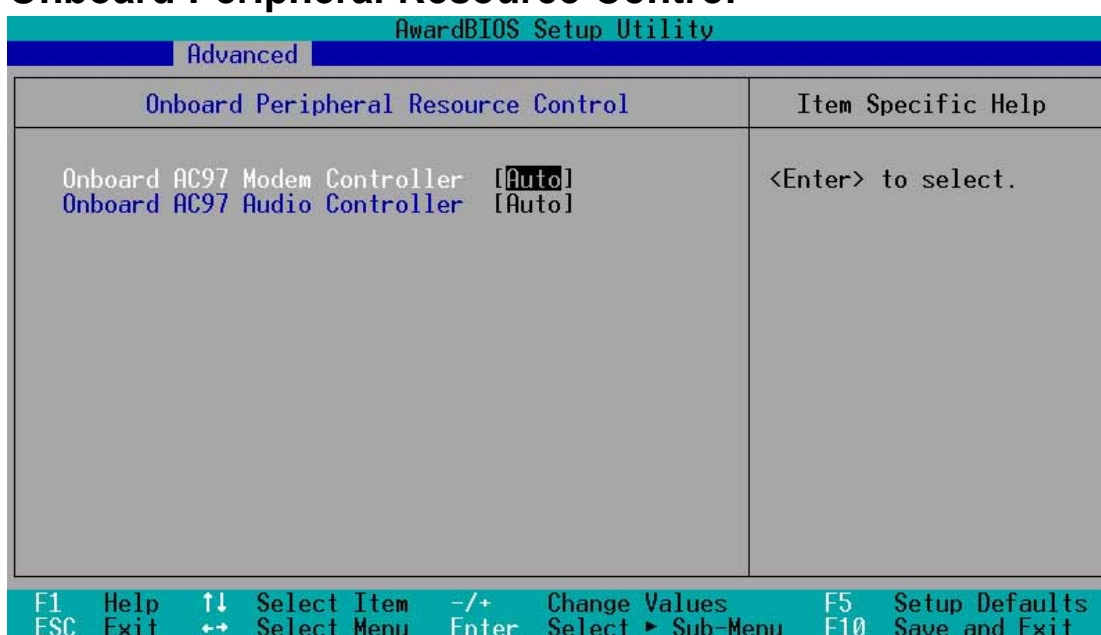 Onboard Peripheral Resource Control
AwardBIOS Setup Utility
Advanced
Onboard Peripheral Resource Control
Item Specific Help
Onboard AC97 Modem Controller [Auto]
Onboard AC97 Audio Controller [Auto]
<Enter> to select.
F1 Help ↑↓ Select Item -/+ Change Values F5 Setup Defaults
ESC Exit ←→ Select Menu Enter Select ► Sub-Menu F10 Save and Exit